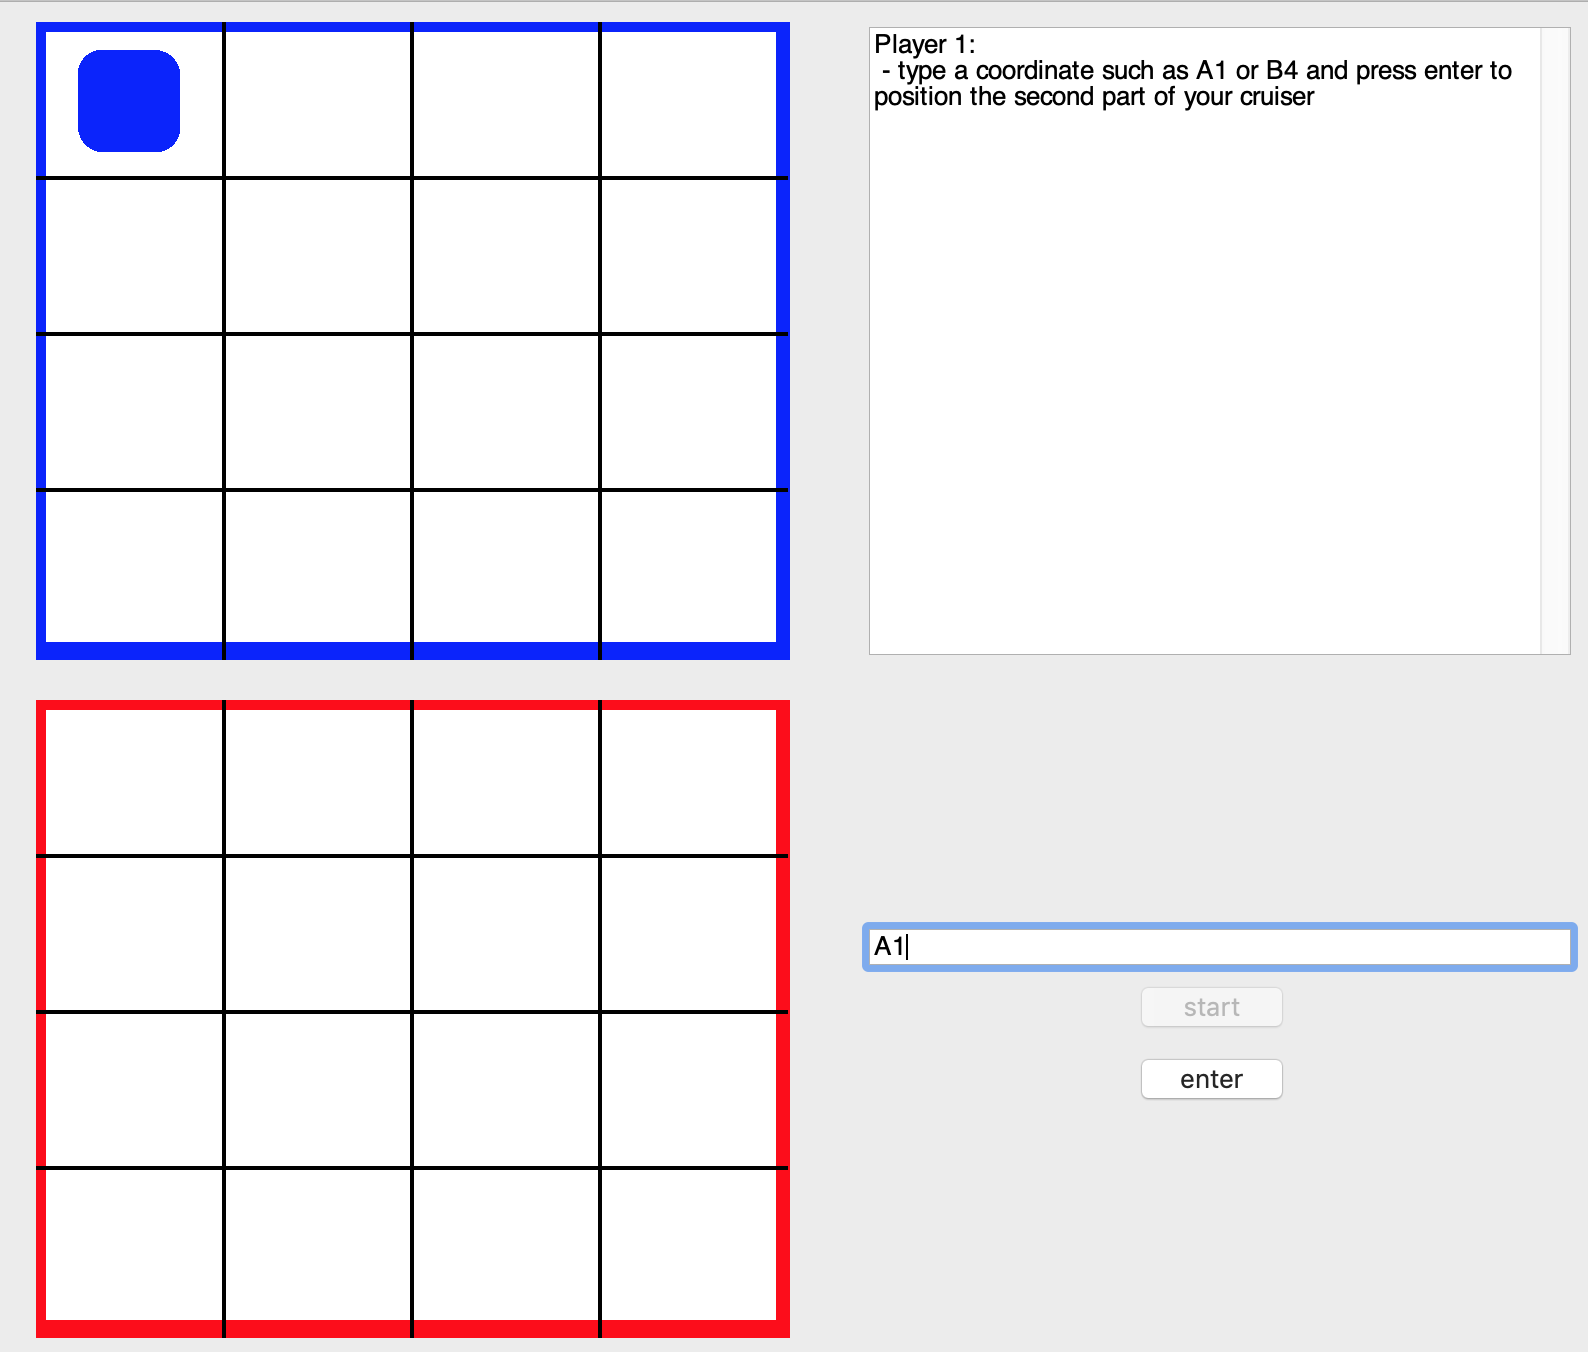 Player 1:
- type a coordinate such as A1 or B4 and press enter to
position the second part of your cruiser
A1
start
enter